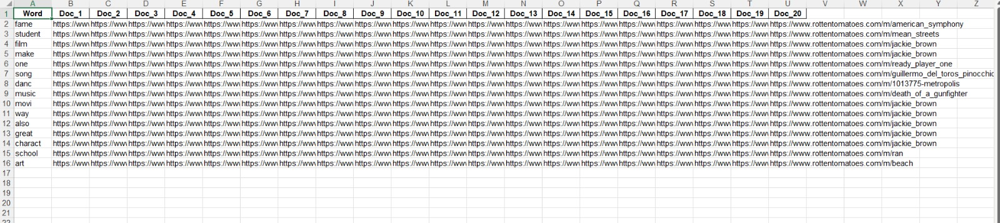 A B C D E F G H I J K L M N O P Q R S T U V W X Y Z
1 Word Doc_1 Doc_2 Doc_3 Doc_4 Doc_5 Doc_6 Doc_7 Doc_8 Doc_9 Doc_10 Doc_11 Doc_12 Doc_13 Doc_14 Doc_15 Doc_16 Doc_17 Doc_18 Doc_19 Doc_20
2 fame https://www https://www https://www https://www https://www https://www https://www https://www https://www https://www https://www https://www https://www https://www https://www https://www https://www https://www https://www https://www.rottentomatoes.com/m/american_symphony
3 student https://www https://www https://www https://www https://www https://www https://www https://www https://www https://www https://www https://www https://www https://www https://www https://www https://www https://www https://www https://www.rottentomatoes.com/m/mean_streets
4 film https://www https://www https://www https://www https://www https://www https://www https://www https://www https://www https://www https://www https://www https://www https://www https://www https://www https://www https://www https://www.rottentomatoes.com/m/jackie_brown
5 make https://www https://www https://www https://www https://www https://www https://www https://www https://www https://www https://www https://www https://www https://www https://www https://www https://www https://www https://www https://www.rottentomatoes.com/m/jackie_brown
6 one https://www https://www https://www https://www https://www https://www https://www https://www https://www https://www https://www https://www https://www https://www https://www https://www https://www https://www https://www https://www.rottentomatoes.com/m/ready_player_one
7 song https://www https://www https://www https://www https://www https://www https://www https://www https://www https://www https://www https://www https://www https://www https://www https://www https://www https://www https://www https://www.rottentomatoes.com/m/guillermo_del_toros_pinocchio
8 danc https://www https://www https://www https://www https://www https://www https://www https://www https://www https://www https://www https://www https://www https://www https://www https://www https://www https://www https://www https://www.rottentomatoes.com/m/1013775-metropolis
9 music https://www https://www https://www https://www https://www https://www https://www https://www https://www https://www https://www https://www https://www https://www https://www https://www https://www https://www https://www https://www.rottentomatoes.com/m/death_of_a_gunfighter
10 movi https://www https://www https://www https://www https://www https://www https://www https://www https://www https://www https://www https://www https://www https://www https://www https://www https://www https://www https://www https://www.rottentomatoes.com/m/jackie_brown
11 way https://www https://www https://www https://www https://www https://www https://www https://www https://www https://www https://www https://www https://www https://www https://www https://www https://www https://www https://www https://www.rottentomatoes.com/m/jackie_brown
12 also https://www https://www https://www https://www https://www https://www https://www https://www https://www https://www https://www https://www https://www https://www https://www https://www https://www https://www https://www https://www.rottentomatoes.com/m/jackie_brown
13 great https://www https://www https://www https://www https://www https://www https://www https://www https://www https://www https://www https://www https://www https://www https://www https://www https://www https://www https://www https://www.rottentomatoes.com/m/jackie_brown
14 charact https://www https://www https://www https://www https://www https://www https://www https://www https://www https://www https://www https://www https://www https://www https://www https://www https://www https://www https://www https://www.rottentomatoes.com/m/jackie_brown
15 school https://www https://www https://www https://www https://www https://www https://www https://www https://www https://www https://www https://www https://www https://www https://www https://www https://www https://www https://www https://www.rottentomatoes.com/m/ran
16 art https://www https://www https://www https://www https://www https://www https://www https://www https://www https://www https://www https://www https://www https://www https://www https://www https://www https://www https://www https://www.rottentomatoes.com/m/beach
17
18
19
20
21
22